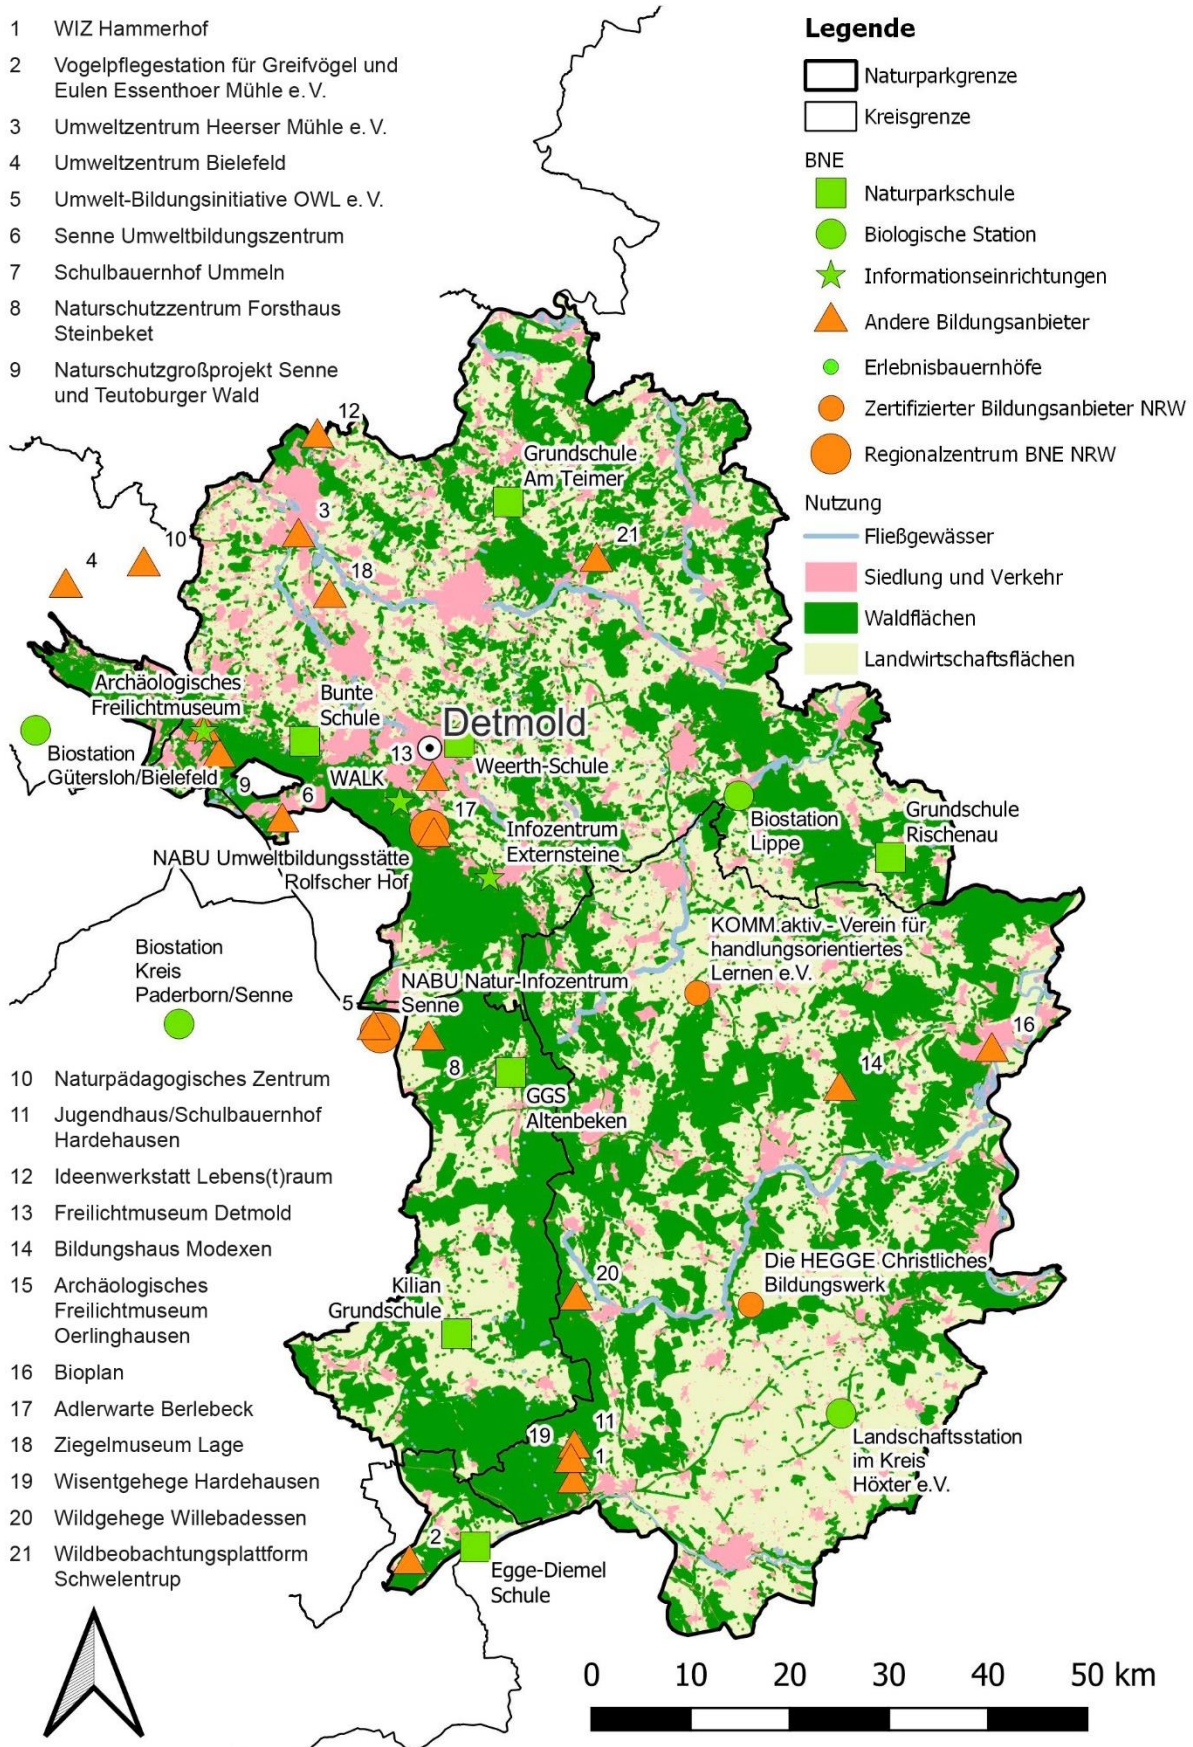 1 WIZ Hammerhof
2 Vogelpflegestation für Greifvögel und
Eulen Essenthoer Mühle e. V.
3 Umweltzentrum Heerser Mühle e. V.
4 Umweltzentrum Bielefeld
5 Umwelt-Bildungsinitiative OWL e. V.
6 Senne Umweltbildungszentrum
7 Schulbauernhof Ummeln
8 Naturschutzzentrum Forsthaus
Steinbeket
9 Naturschutzgroßprojekt Senne
und Teutoburger Wald
Legende
Naturparkgrenze
Kreisgrenze
BNE
Naturparkschule
Biologische Station
Informationseinrichtungen
Andere Bildungsanbieter
Erlebnisbauernhöfe
Zertifizierter Bildungsanbieter NRW
Regionalzentrum BNE NRW
Nutzung
Fließgewässer
Siedlung und Verkehr
Waldflächen
Landwirtschaftsflächen
12
Grundschule
Am Teimer
3
10
21
4
18
Archäologisches
Freilichtmuseum
Bunte
Schule
Detmold
13
Weerth-Schule
Biostation
Gütersloh/Bielefeld
9
6
WALK
17
Infozentrum
Externsteine
Biostation
Lippe
Grundschule
Rischenau
NABU Umweltbildungsstätte
Rolfscher Hof
KOMM.aktiv - Verein für
handlungsorientiertes
Lernen e.V.
Biostation
Kreis
Paderborn/Senne
NABU Natur-Infozentrum
Senne
5
16
8
14
GGS
Altenbeken
10 Naturpädagogisches Zentrum
11 Jugendhaus/Schulbauernhof
Hardehausen
12 Ideenwerkstatt Lebens(t)raum
13 Freilichtmuseum Detmold
14 Bildungshaus Modexen
15 Archäologisches
Freilichtmuseum
Oerlinghausen
16 Bioplan
17 Adlerwarte Berlebeck
18 Ziegelmuseum Lage
19 Wisentgehege Hardehausen
20 Wildgehege Willebadessen
21 Wildbeobachtungsplattform
Schwelentrup
20
Die HEGGE Christliches
Bildungswerk
Kilian
Grundschule
11
19
1
Landschaftsstation
im Kreis
Höxter e.V.
2
Egge-Diemel
Schule
0 10 20 30 40 50 km